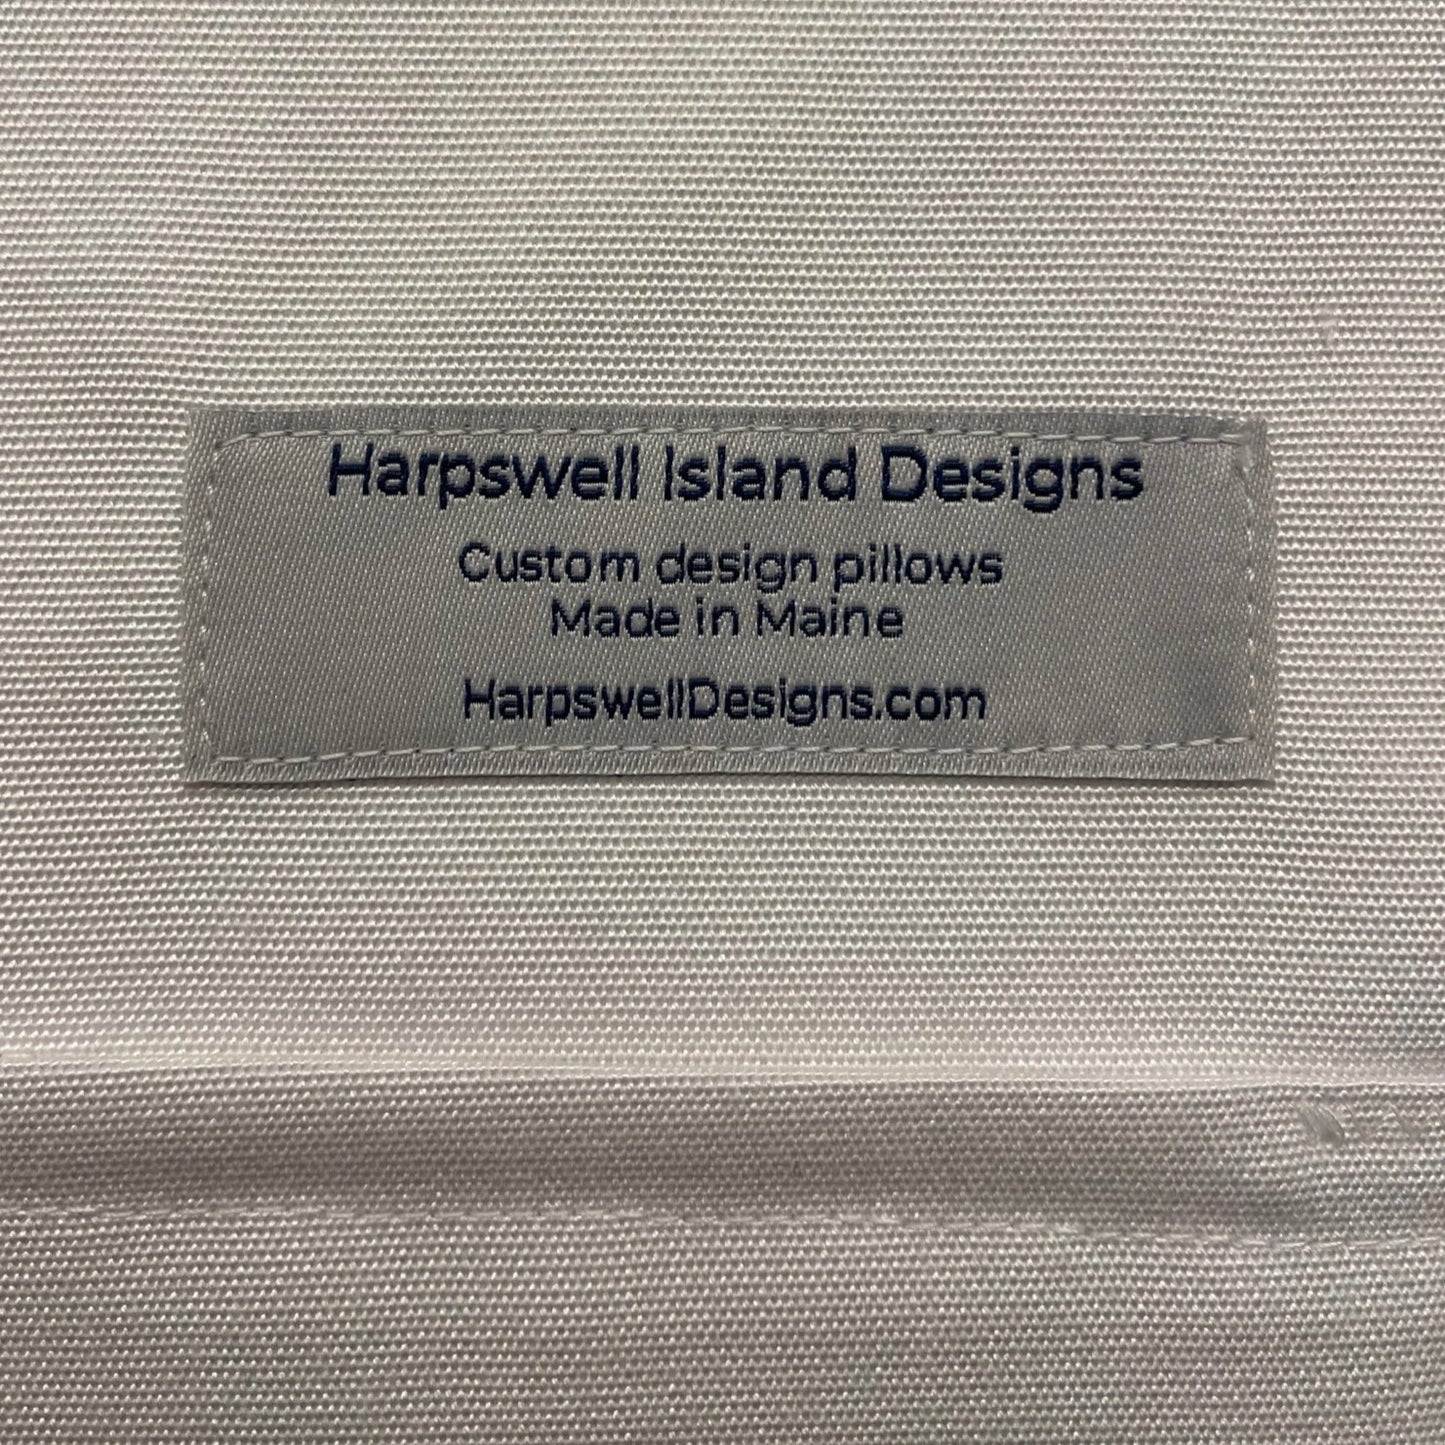 Harpswell Island Designs
Custom design pillows
Made in Maine
HarpswellDesigns.com